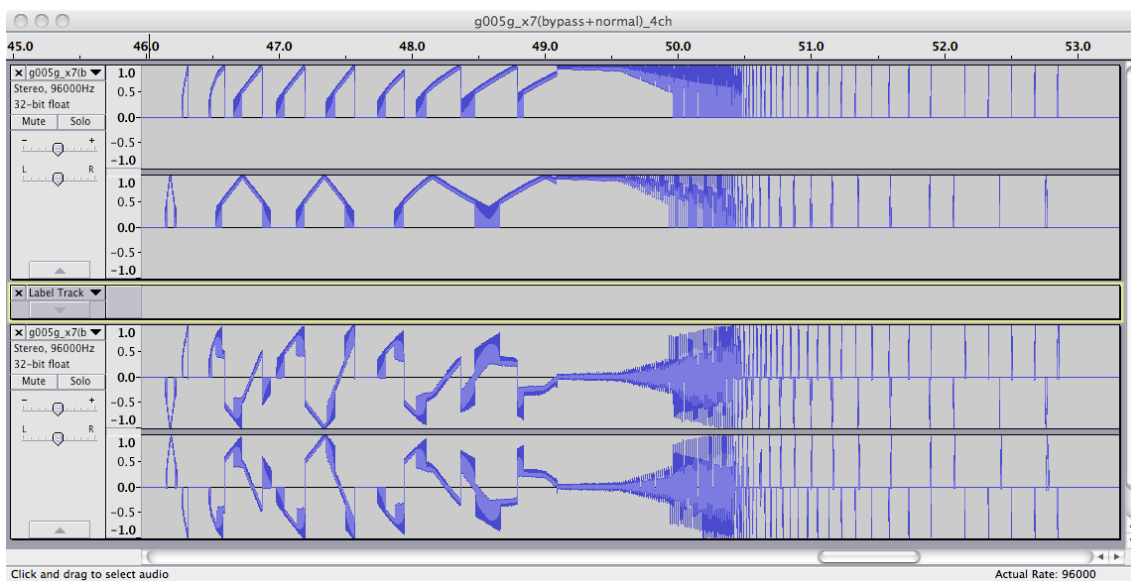 g005g_x7(bypass+normal)_4ch
45.0 46.0 47.0 48.0 49.0 50.0 51.0 52.0 53.0
× g005g_x7(b ▼
Stereo, 96000Hz
32-bit float
Mute Solo
- +
L R
1.0
0.5-
0.0-
-0.5-
-1.0
1.0
0.5-
0.0-
-0.5-
-1.0
× Label Track ▼
× g005g_x7(b ▼
Stereo, 96000Hz
32-bit float
Mute Solo
- +
L R
1.0
0.5-
0.0-
-0.5-
-1.0
1.0
0.5-
0.0-
-0.5-
-1.0
Click and drag to select audio Actual Rate: 96000